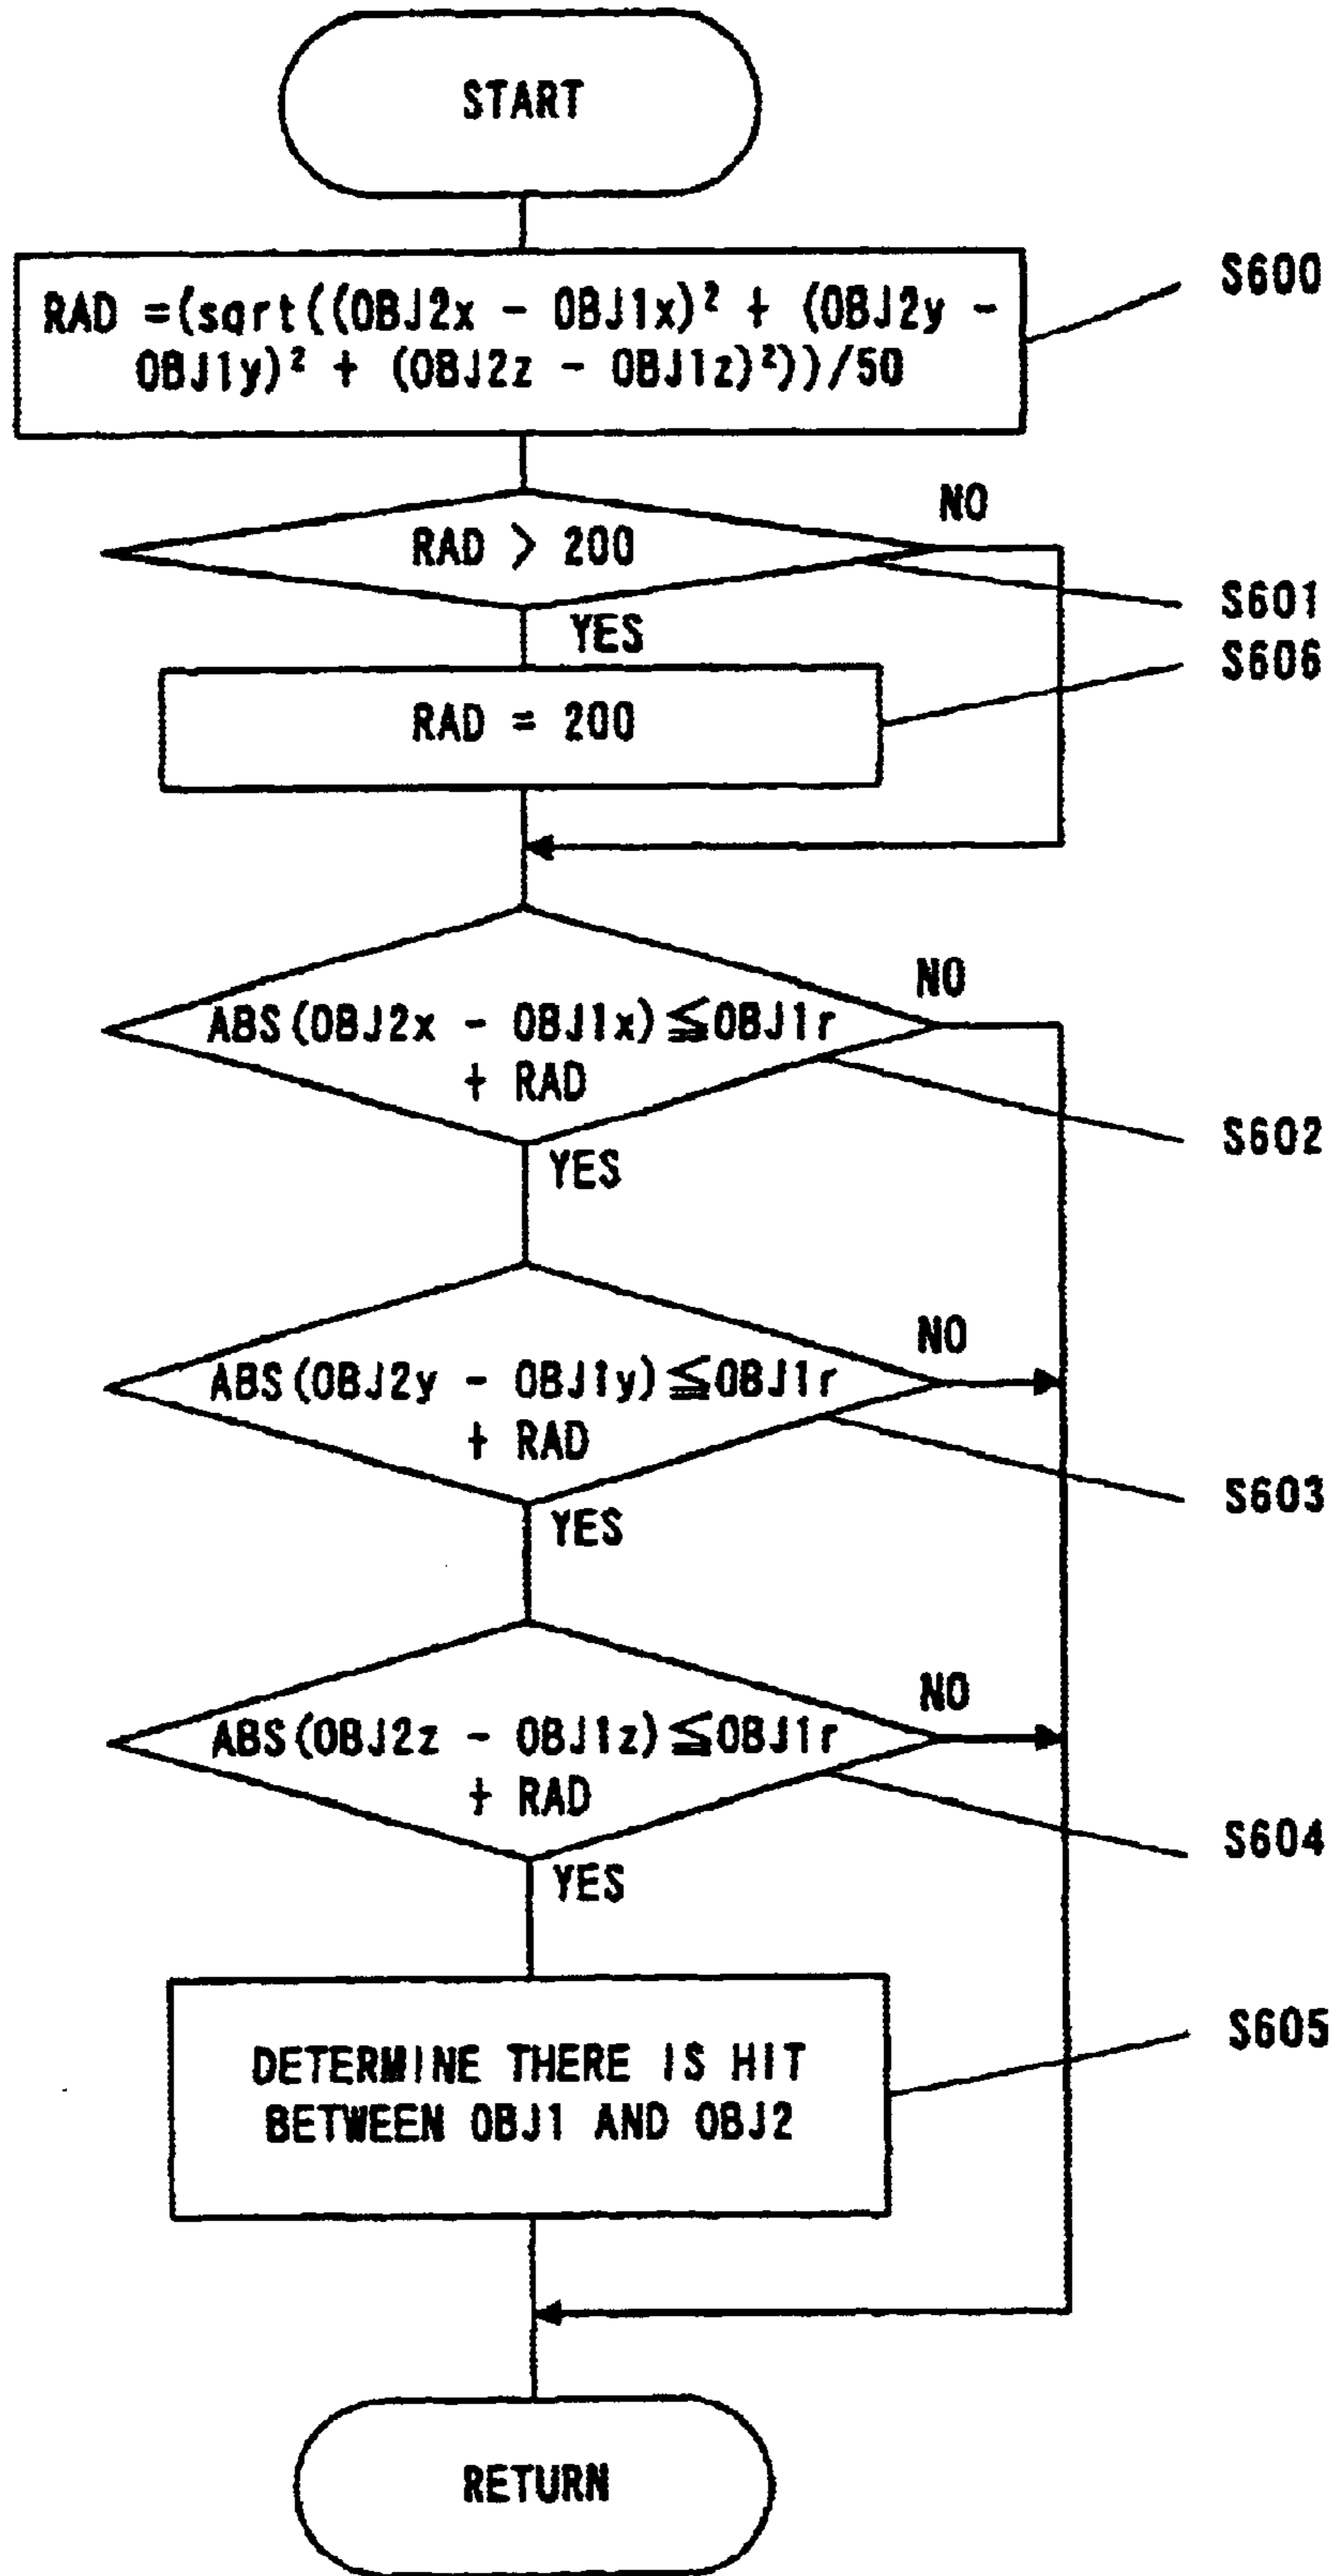 START
RAD =(sqrt((OBJ2x - OBJ1x)² + (OBJ2y -
OBJ1y)² + (OBJ2z - OBJ1z)²))/50
S600
NO
RAD > 200
S601
YES
S606
RAD = 200
NO
ABS(OBJ2x - OBJ1x)≦OBJ1r
+ RAD
S602
YES
NO
ABS(OBJ2y - OBJ1y)≦OBJ1r
+ RAD
S603
YES
NO
ABS(OBJ2z - OBJ1z)≦OBJ1r
+ RAD
S604
YES
S605
DETERMINE THERE IS HIT
BETWEEN OBJ1 AND OBJ2
RETURN